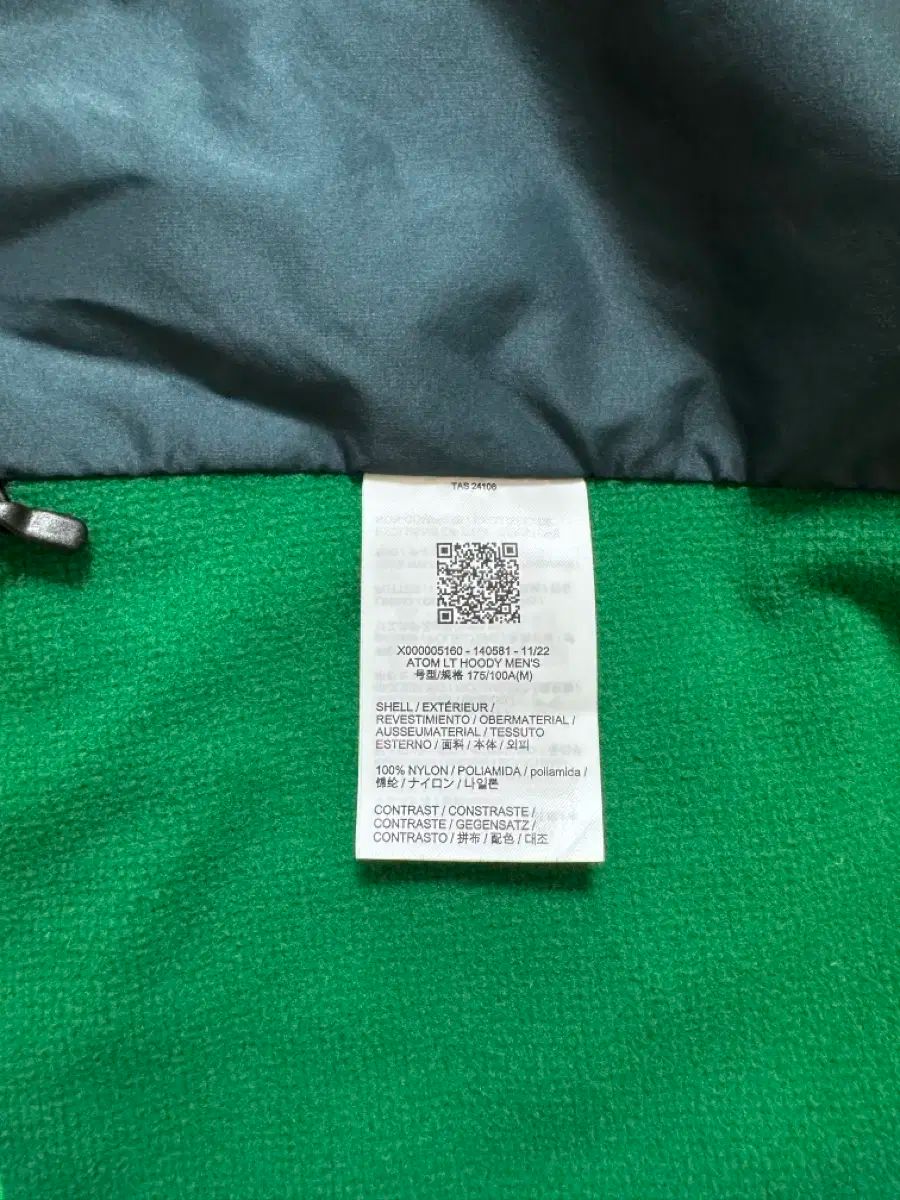 TAS 24106
X000005160 - 140581 - 11/22
ATOM LT HOODY MEN'S
号型/规格 175/100A(M)
SHELL / EXTÉRIEUR /
REVESTIMIENTO / OBERMATERIAL /
AUSSEUMATERIAL / TESSUTO
ESTERNO / 面料 / 本体 / 외피
100% NYLON / POLIAMIDA / poliamida /
锦纶 / ナイロン / 나일론
CONTRAST / CONSTRASTE /
CONTRASTE / GEGENSATZ /
CONTRASTO / 拼布 / 配色 / 대조